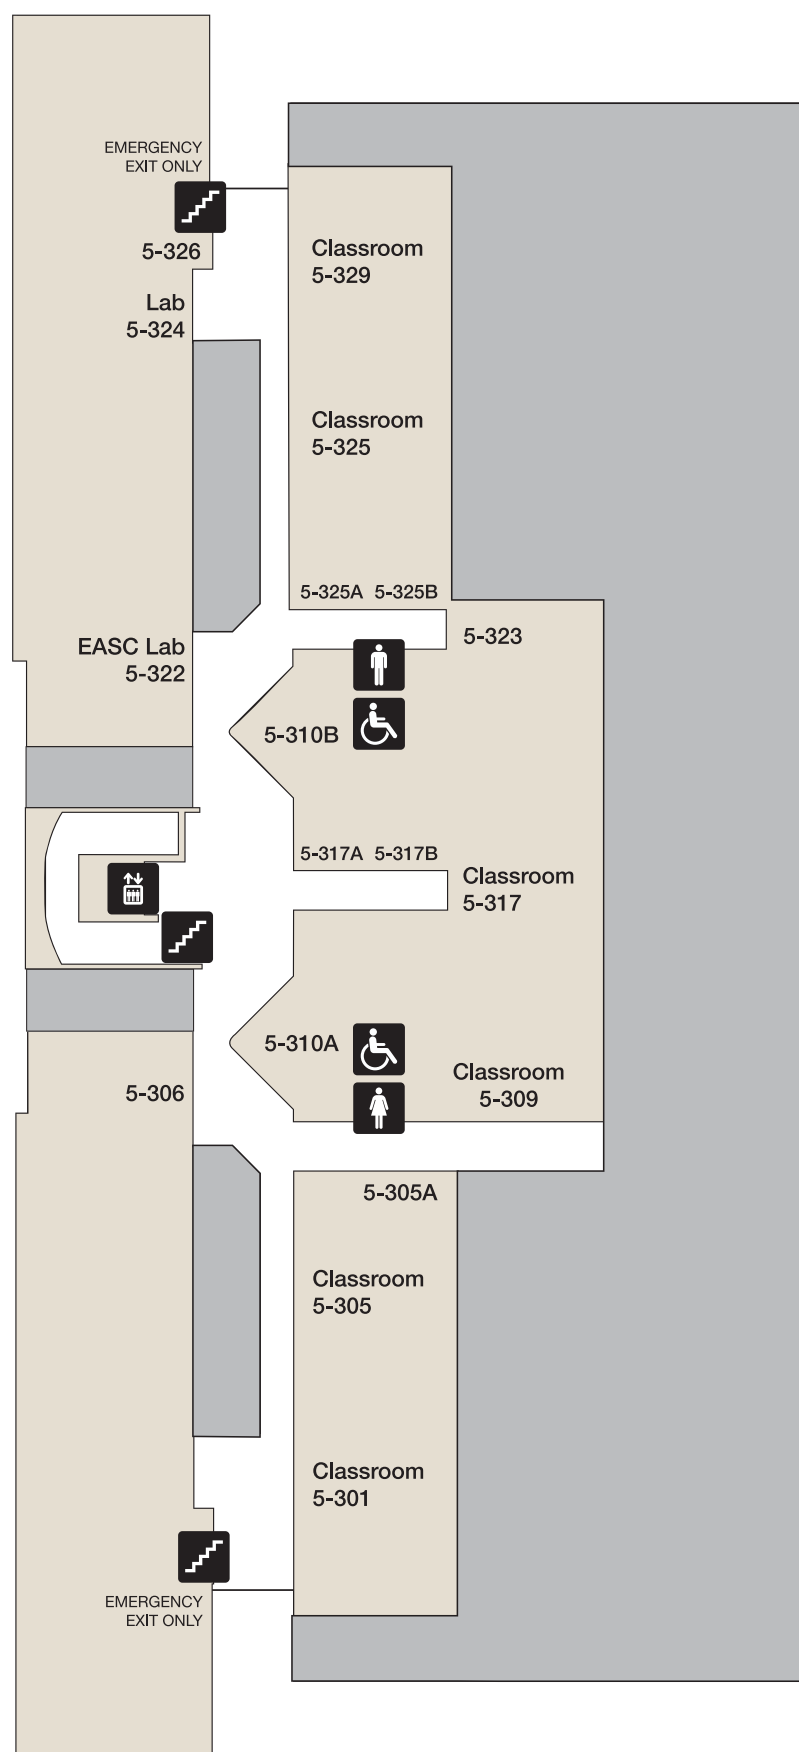 EMERGENCY
EXIT ONLY
5-326
Classroom
5-329
Lab
5-324
Classroom
5-325
5-325A 5-325B
5-323
EASC Lab
5-322
5-310B
5-317A 5-317B
Classroom
5-317
5-310A
Classroom
5-309
5-306
5-305A
Classroom
5-305
Classroom
5-301
EMERGENCY
EXIT ONLY